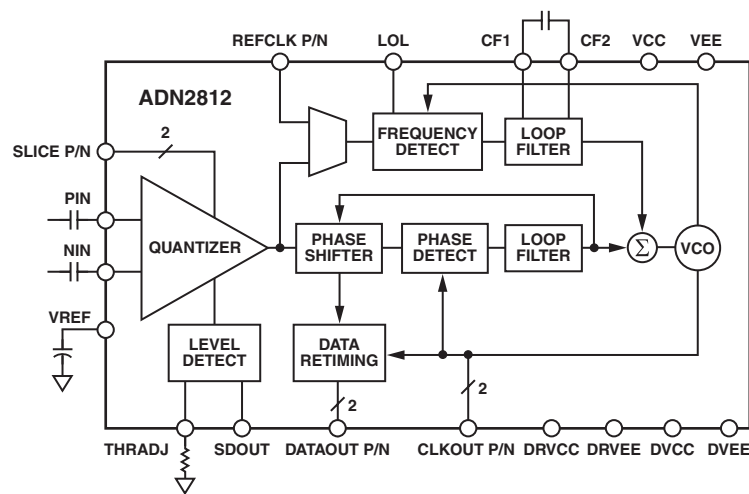 REFCLK P/N LOL CF1 CF2 VCC VEE
ADN2812
2
SLICE P/N
FREQUENCY
DETECT
LOOP
FILTER
PIN
QUANTIZER
PHASE
SHIFTER
PHASE
DETECT
LOOP
FILTER
Σ
VCO
NIN
VREF
LEVEL
DETECT
DATA
RETIMING
2
2
THRADJ SDOUT DATAOUT P/N CLKOUT P/N DRVCC DRVEE DVCC DVEE